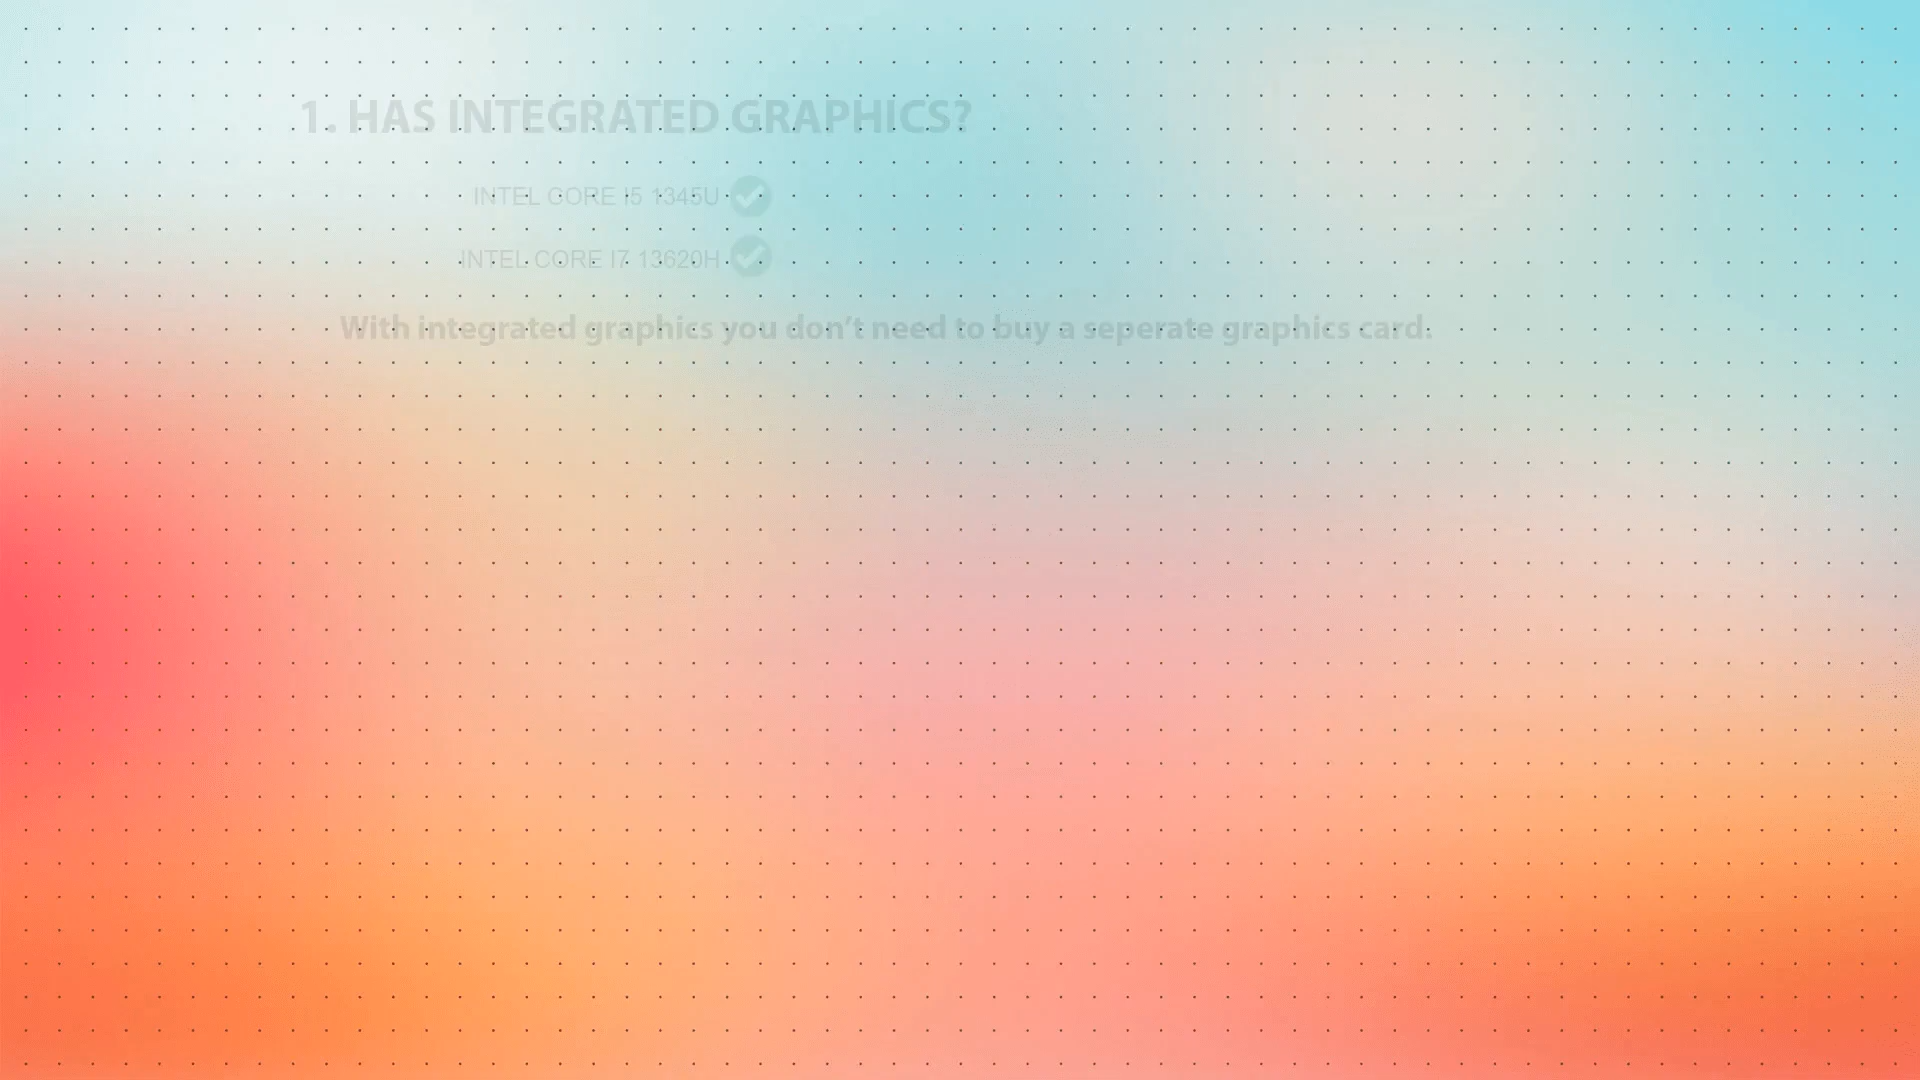 1. HAS INTEGRATED GRAPHICS?
INTEL CORE I5 1345U
INTEL CORE I7 13620H
With integrated graphics you don't need to buy a seperate graphics card.